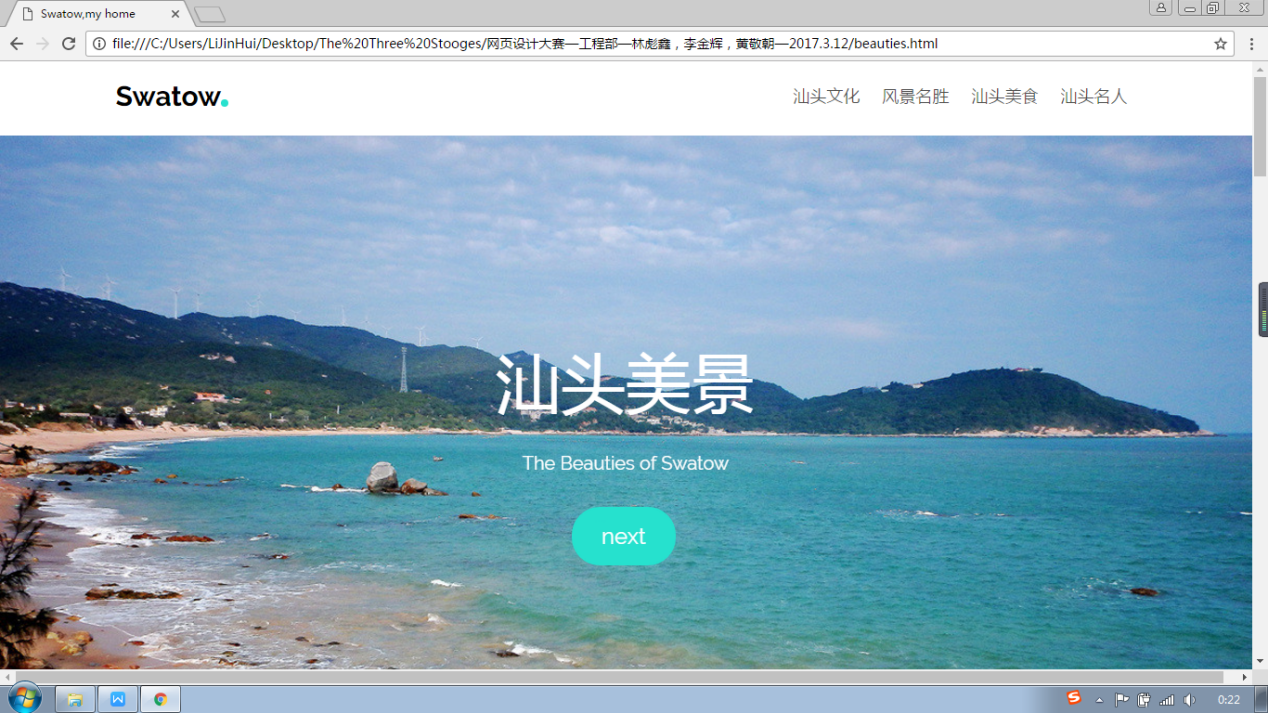 Swatow,my home
file:///C:/Users/LiJinHui/Desktop/The%20Three%20Stooges/网页设计大赛—工程部—林彪鑫，李金辉，黄敬朝—2017.3.12/beauties.html
Swatow.
汕头文化 风景名胜 汕头美食 汕头名人
汕头美景
The Beauties of Swatow
next
0:22